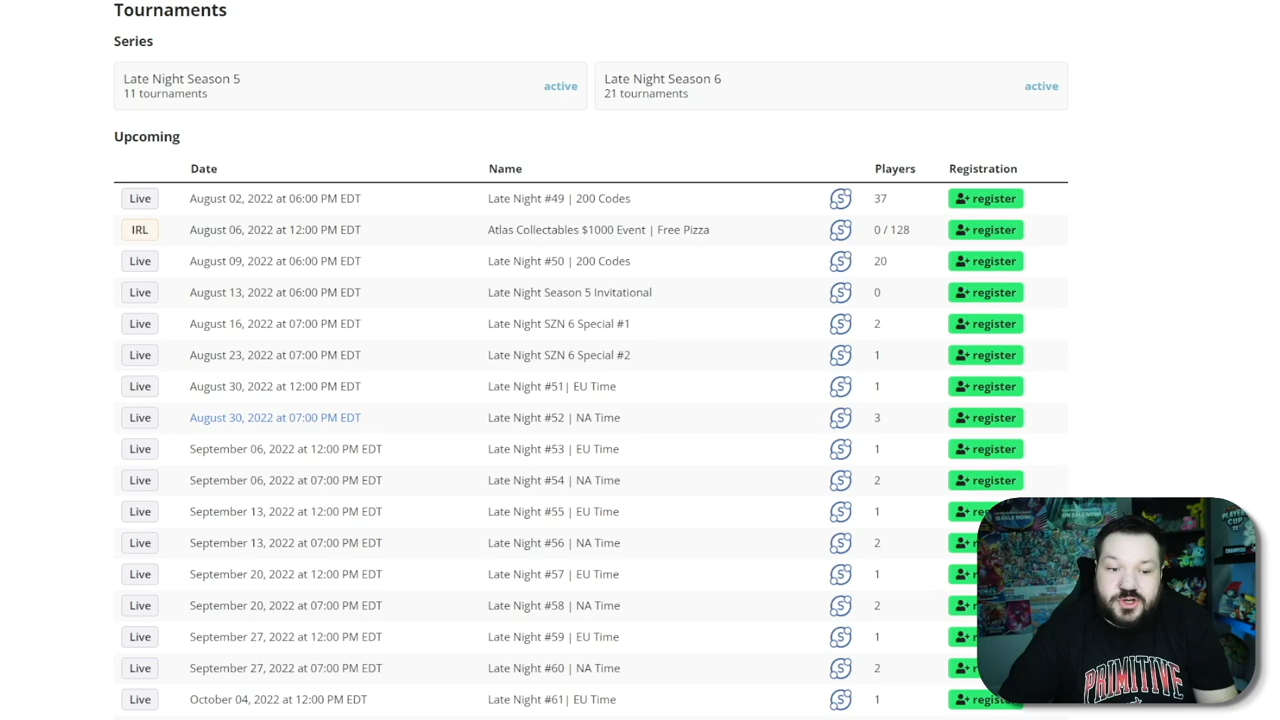 Tournaments
Series
Late Night Season 5
11 tournaments
active
Late Night Season 6
21 tournaments
active
Upcoming
Date Name Players Registration
Live August 02, 2022 at 06:00 PM EDT Late Night #49 | 200 Codes 37 register
IRL August 06, 2022 at 12:00 PM EDT Atlas Collectables $1000 Event | Free Pizza 0 / 128 register
Live August 09, 2022 at 06:00 PM EDT Late Night #50 | 200 Codes 20 register
Live August 13, 2022 at 06:00 PM EDT Late Night Season 5 Invitational 0 register
Live August 16, 2022 at 07:00 PM EDT Late Night SZN 6 Special #1 2 register
Live August 23, 2022 at 07:00 PM EDT Late Night SZN 6 Special #2 1 register
Live August 30, 2022 at 12:00 PM EDT Late Night #51| EU Time 1 register
Live August 30, 2022 at 07:00 PM EDT Late Night #52 | NA Time 3 register
Live September 06, 2022 at 12:00 PM EDT Late Night #53 | EU Time 1 register
Live September 06, 2022 at 07:00 PM EDT Late Night #54 | NA Time 2 register
Live September 13, 2022 at 12:00 PM EDT Late Night #55 | EU Time 1 reg
Live September 13, 2022 at 07:00 PM EDT Late Night #56 | NA Time 2 r
Live September 20, 2022 at 12:00 PM EDT Late Night #57 | EU Time 1
Live September 20, 2022 at 07:00 PM EDT Late Night #58 | NA Time 2
Live September 27, 2022 at 12:00 PM EDT Late Night #59 | EU Time 1
Live September 27, 2022 at 07:00 PM EDT Late Night #60 | NA Time 2 r
Live October 04, 2022 at 12:00 PM EDT Late Night #61| EU Time 1 register
PLAYER'S
CUP
CHAMPION
ON SALE NOW!
PRIMITIVE